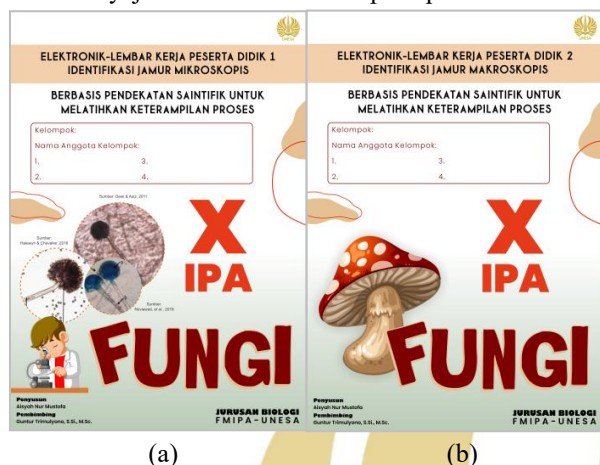 ELEKTRONIK-LEMBAR KERJA PESERTA DIDIK 1
IDENTIFIKASI JAMUR MIKROSKOPIS
BERBASIS PENDEKATAN SAINTIFIK UNTUK
MELATIHKAN KETERAMPILAN PROSES
Kelompok:
Nama Anggota Kelompok:
1. 3.
2. 4.
X
IPA
FUNGI
Penyusun
Aisyah Nur Mustofa
Pembimbing
Guntur Trimulyono, S.Si., M.Sc.
JURUSAN BIOLOGI
FMIPA-UNESA
(a)
ELEKTRONIK-LEMBAR KERJA PESERTA DIDIK 2
IDENTIFIKASI JAMUR MAKROSKOPIS
BERBASIS PENDEKATAN SAINTIFIK UNTUK
MELATIHKAN KETERAMPILAN PROSES
Kelompok:
Nama Anggota Kelompok:
1. 3.
2. 4.
X
IPA
FUNGI
Penyusun
Aisyah Nur Mustofa
Pembimbing
Guntur Trimulyono, S.Si., M.Sc.
JURUSAN BIOLOGI
FMIPA-UNESA
(b)